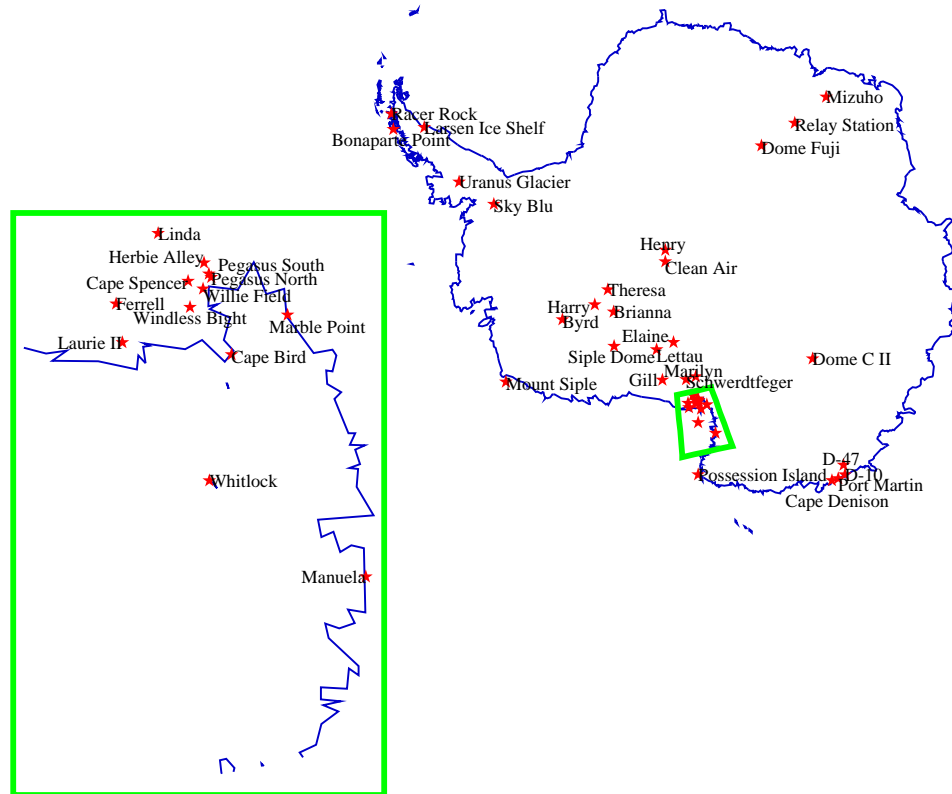 Mizuho
Racer Rock
Larsen Ice Shelf
Relay Station
Bonaparte Point
Dome Fuji
Uranus Glacier
Sky Blu
Linda
Henry
Herbie Alley
Pegasus South
Clean Air
Cape Spencer
Pegasus North
Theresa
Willie Field
Ferrell
Harry
Brianna
Windless Bight
Byrd
Marble Point
Elaine
Laurie II
Cape Bird
Siple Dome
Lettau
Dome C II
Marilyn
Mount Siple
Gill
Schwerdtfeger
D-47
Whitlock
Possession Island
D-10
Port Martin
Cape Denison
Manuela